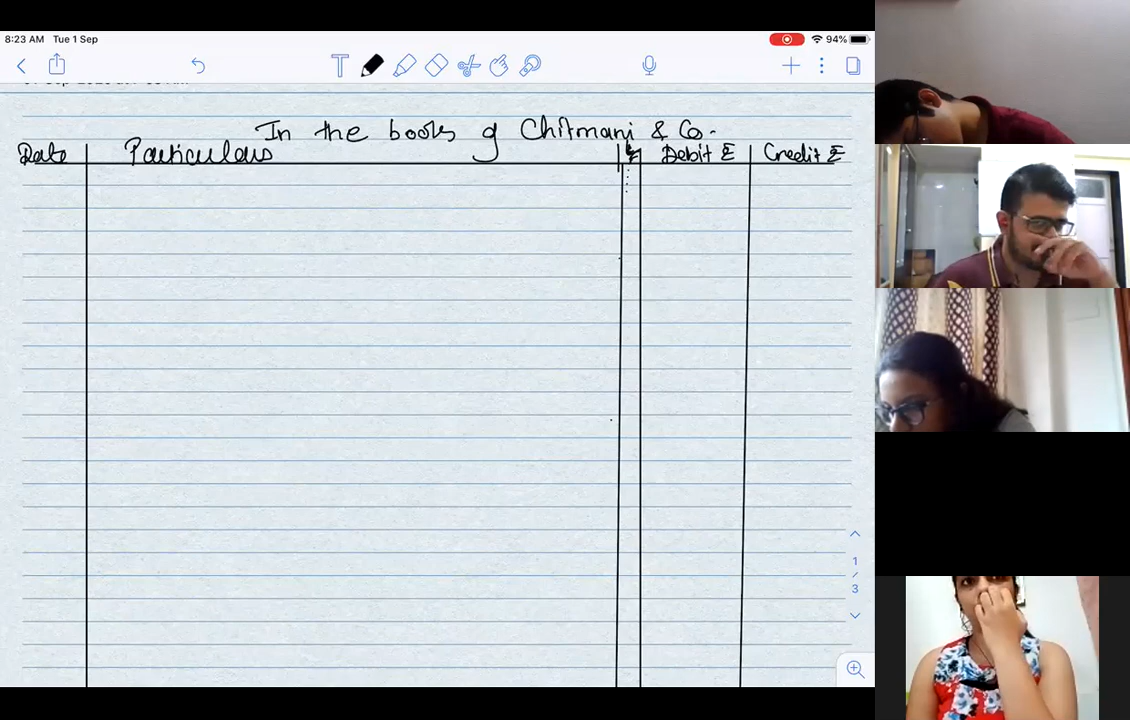 8:23 AM Tue 1 Sep
94%
In the books of Chitmani & Co.
Date Particulars Debit ₹ Credit ₹
1
/
3